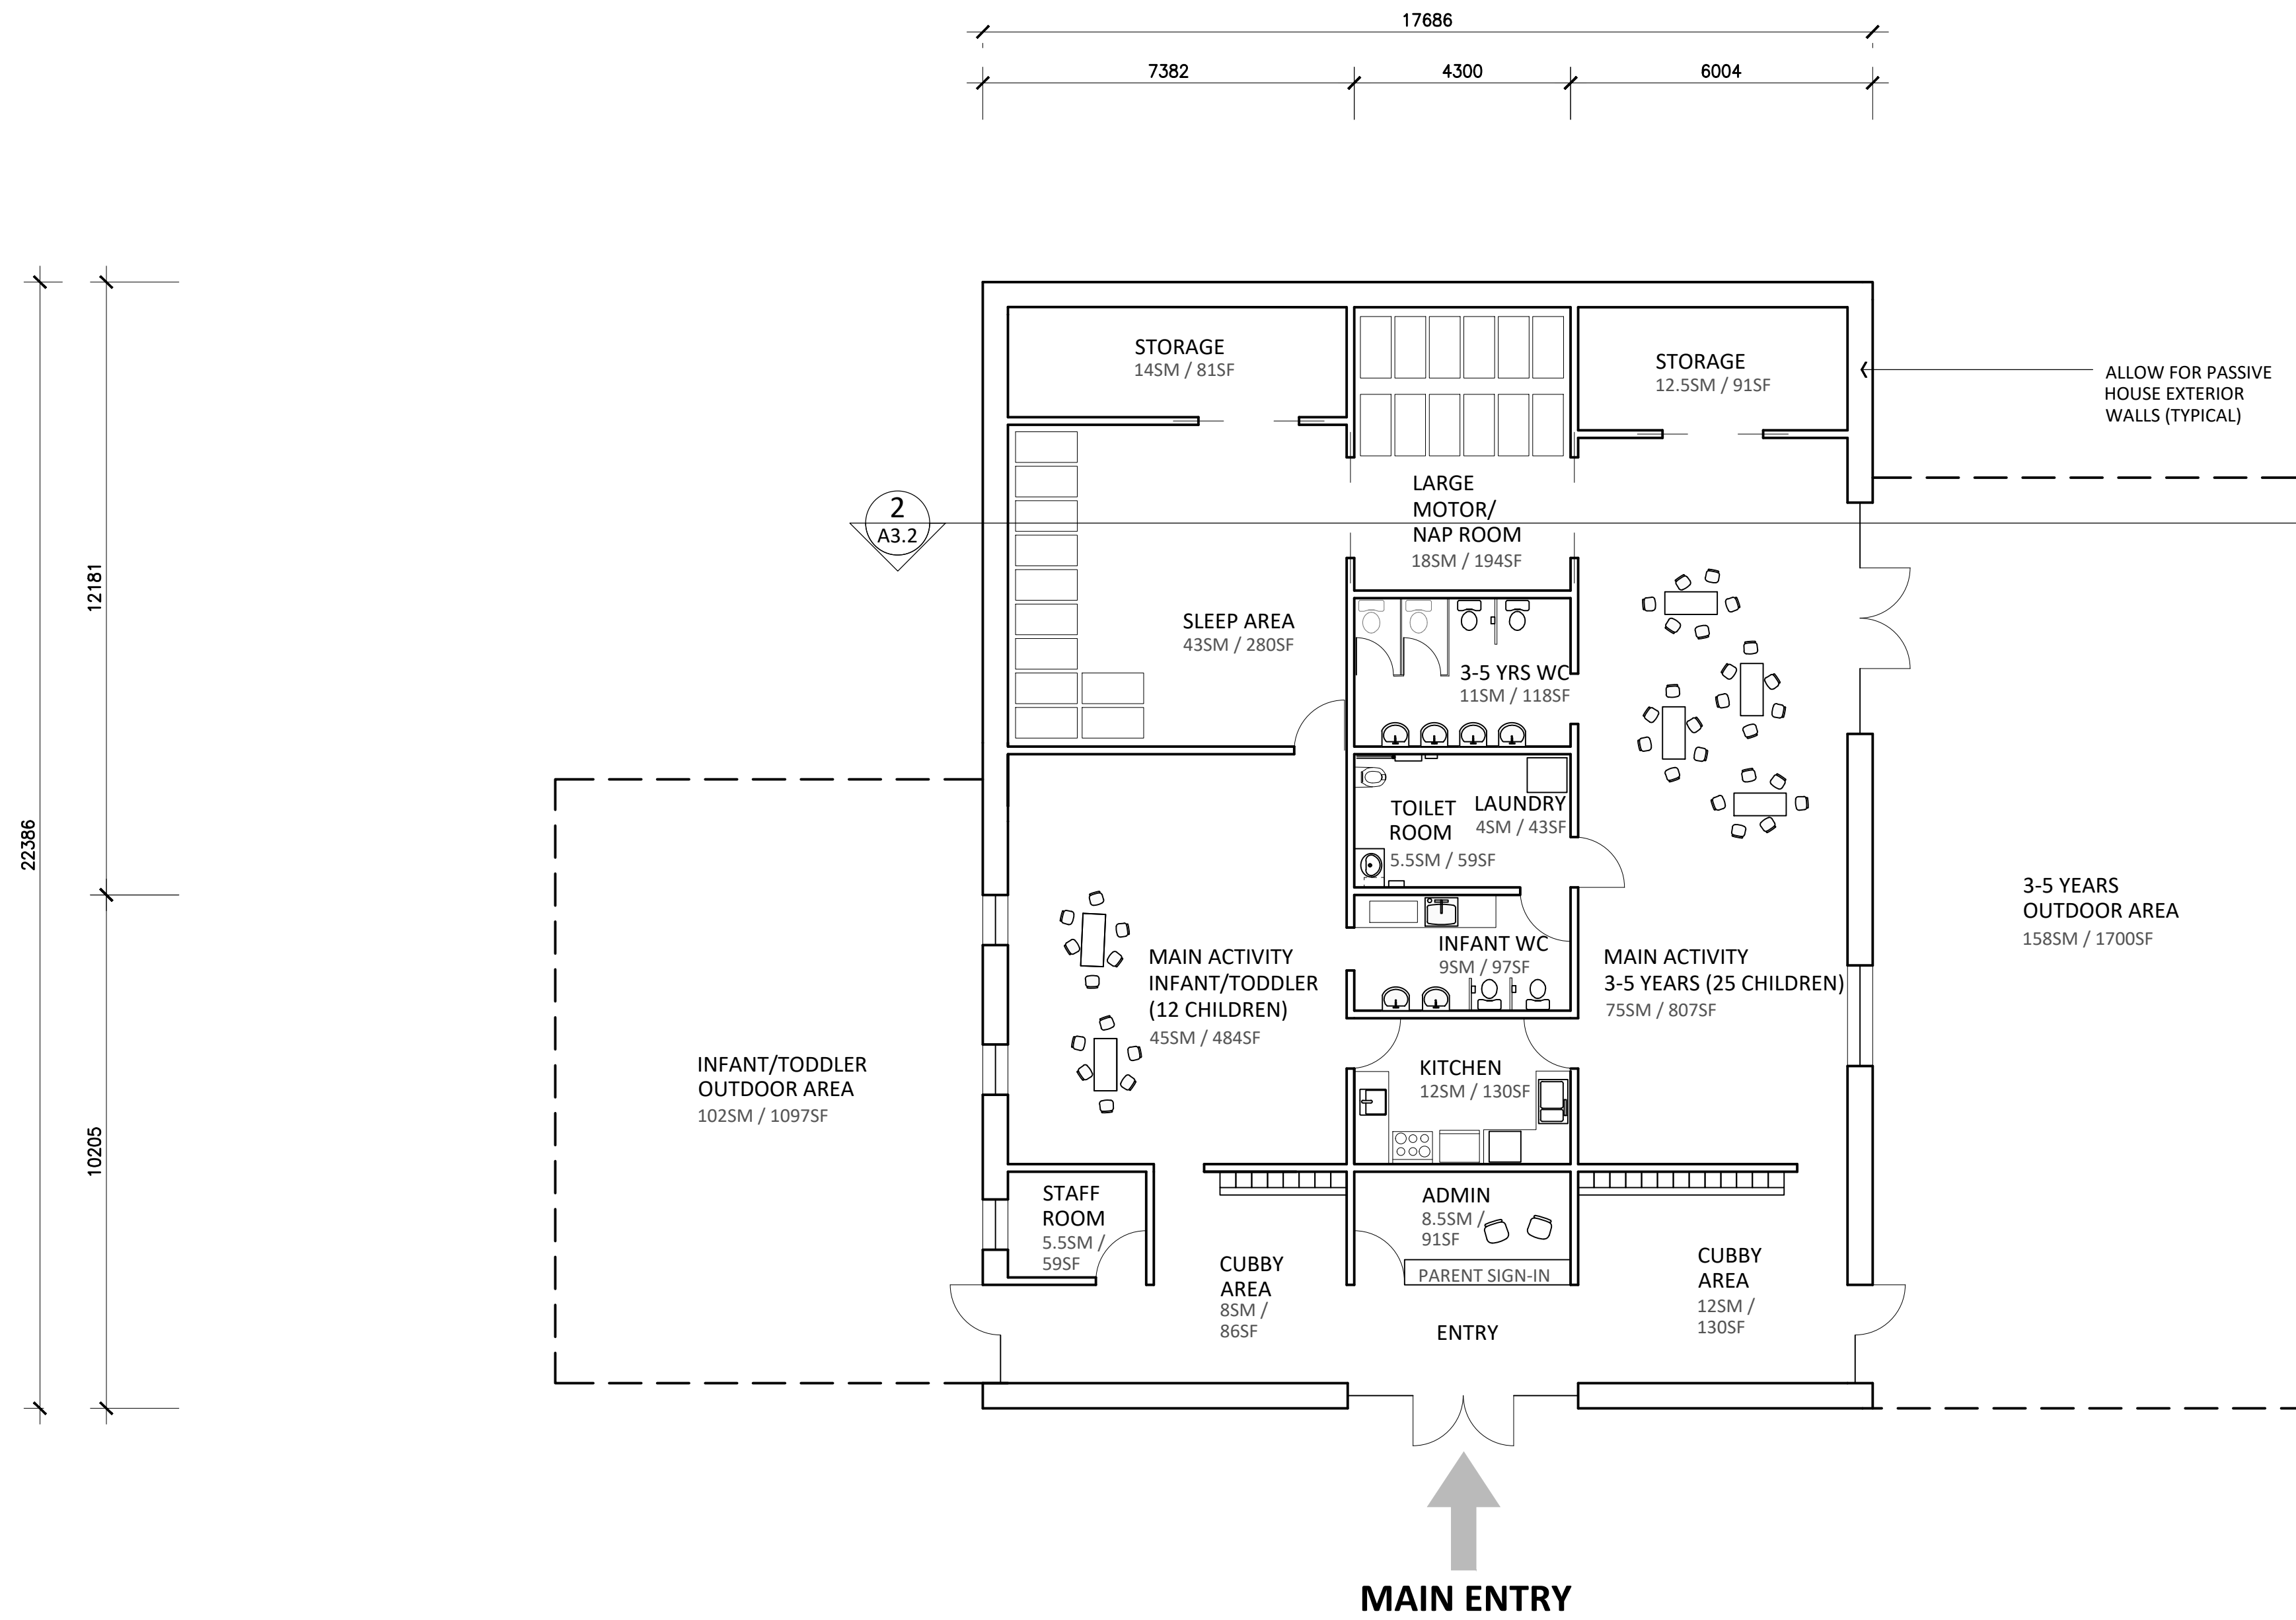 17686
7382
4300
6004
22386
12181
10205
STORAGE
14SM / 81SF
STORAGE
12.5SM / 91SF
ALLOW FOR PASSIVE
HOUSE EXTERIOR
WALLS (TYPICAL)
2
A3.2
LARGE
MOTOR/
NAP ROOM
18SM / 194SF
SLEEP AREA
43SM / 280SF
3-5 YRS WC
11SM / 118SF
TOILET
ROOM
5.5SM / 59SF
LAUNDRY
4SM / 43SF
3-5 YEARS
OUTDOOR AREA
158SM / 1700SF
MAIN ACTIVITY
INFANT/TODDLER
(12 CHILDREN)
45SM / 484SF
INFANT WC
9SM / 97SF
MAIN ACTIVITY
3-5 YEARS (25 CHILDREN)
75SM / 807SF
INFANT/TODDLER
OUTDOOR AREA
102SM / 1097SF
KITCHEN
12SM / 130SF
STAFF
ROOM
5.5SM /
59SF
ADMIN
8.5SM /
91SF
PARENT SIGN-IN
CUBBY
AREA
8SM /
86SF
CUBBY
AREA
12SM /
130SF
ENTRY
MAIN ENTRY